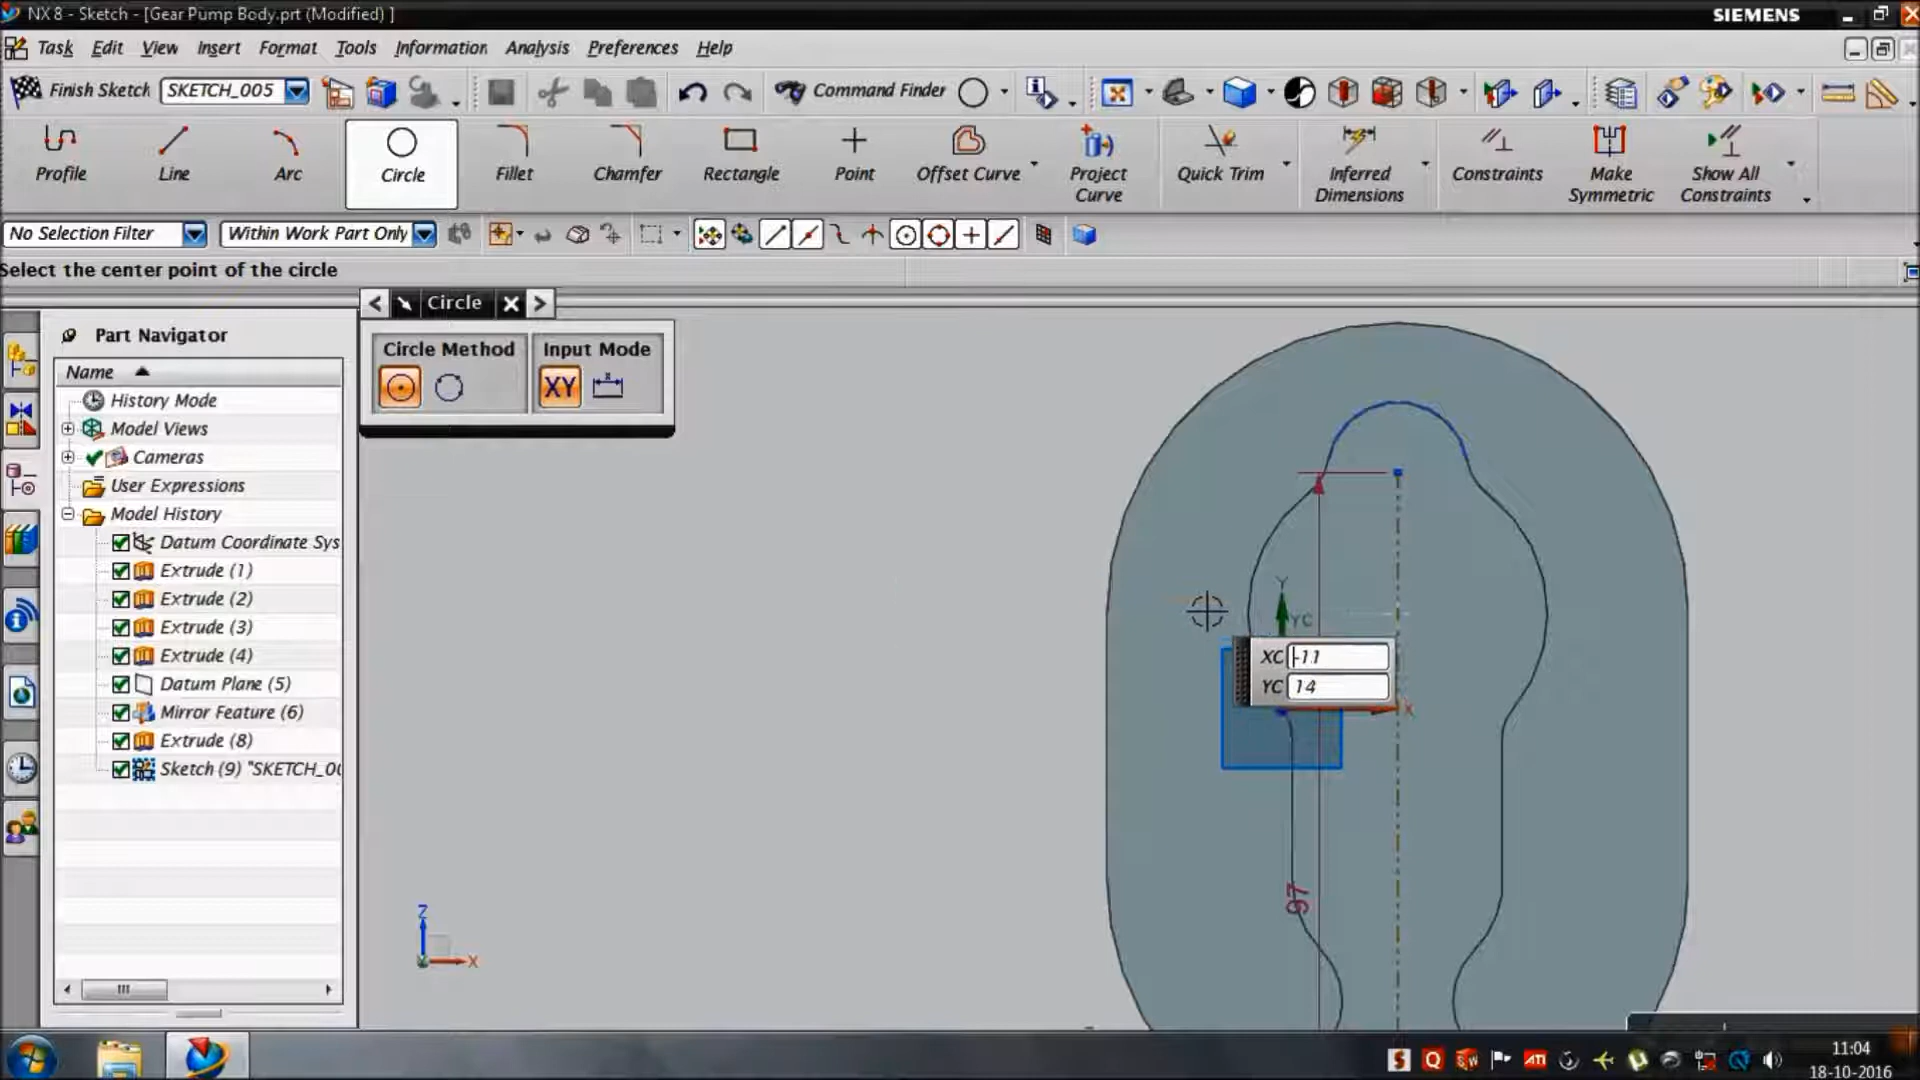 NX 8 - Sketch - [Gear Pump Body.prt (Modified) ]
SIEMENS
Task Edit View Insert Format Tools Information Analysis Preferences Help
Finish Sketch SKETCH_005 Command Finder
Profile Line Arc Circle Fillet Chamfer Rectangle Point Offset Curve Project Curve Quick Trim Inferred Dimensions Constraints Make Symmetric Show All Constraints
No Selection Filter Within Work Part Only
Select the center point of the circle
Circle
Circle Method Input Mode
XY
Part Navigator
Name
History Mode
Model Views
Cameras
User Expressions
Model History
Datum Coordinate Sys
Extrude (1)
Extrude (2)
Extrude (3)
Extrude (4)
Datum Plane (5)
Mirror Feature (6)
Extrude (8)
Sketch (9) "SKETCH_00
Y
YC
XC -11
YC 14
X
97
Z
X
11:04
18-10-2016